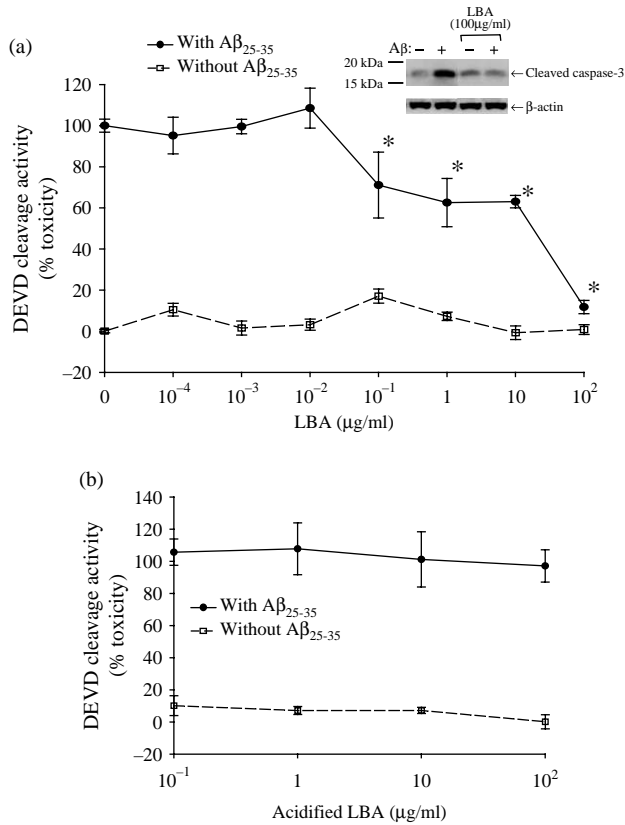 (a)
With Aβ25-35
Without Aβ25-35
LBA
(100μg/ml)
Aβ: – + – +
20 kDa
15 kDa
←Cleaved caspase-3
←β-actin
DEVD cleavage activity
(% toxicity)
120
100
80
60
40
20
0
–20
* * * *
0 10⁻⁴ 10⁻³ 10⁻² 10⁻¹ 1 10 10²
LBA (μg/ml)
(b)
DEVD cleavage activity
(% toxicity)
140
120
100
80
60
40
20
0
–20
With Aβ25-35
Without Aβ25-35
10⁻¹ 1 10 10²
Acidified LBA (μg/ml)